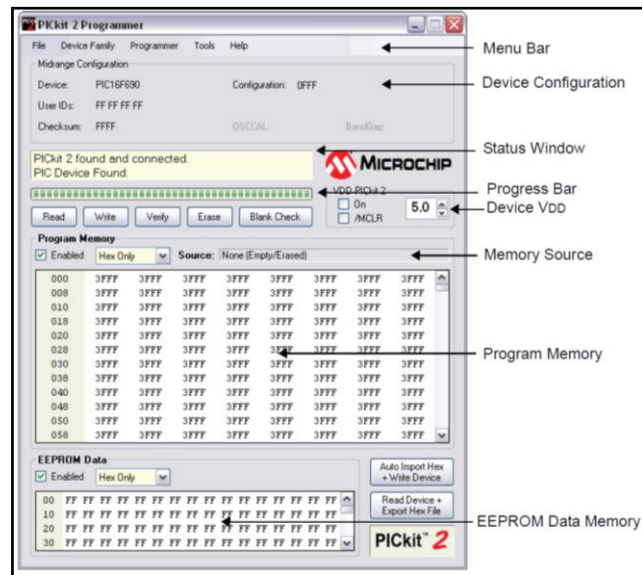 PICkit 2 Programmer
File Device Family Programmer Tools Help
Menu Bar
Midrange Configuration
Device: PIC16F690 Configuration: 0FFF
Device Configuration
User IDs: FF FF FF FF
Checksum: FFFF OSCCAL: BandGap:
Status Window
PICkit 2 found and connected.
PIC Device Found.
MICROCHIP
Progress Bar
VDD PICkit 2
On
/MCLR
5.0
Device VDD
Read Write Verify Erase Blank Check
Program Memory
Enabled Hex Only Source: None (Empty/Erased)
Memory Source
000 3FFF 3FFF 3FFF 3FFF 3FFF 3FFF 3FFF 3FFF
008 3FFF 3FFF 3FFF 3FFF 3FFF 3FFF 3FFF 3FFF
010 3FFF 3FFF 3FFF 3FFF 3FFF 3FFF 3FFF 3FFF
018 3FFF 3FFF 3FFF 3FFF 3FFF 3FFF 3FFF 3FFF
020 3FFF 3FFF 3FFF 3FFF 3FFF 3FFF 3FFF 3FFF
028 3FFF 3FFF 3FFF 3FFF 3FFF 3FFF 3FFF 3FFF
Program Memory
030 3FFF 3FFF 3FFF 3FFF 3FFF 3FFF 3FFF 3FFF
038 3FFF 3FFF 3FFF 3FFF 3FFF 3FFF 3FFF 3FFF
040 3FFF 3FFF 3FFF 3FFF 3FFF 3FFF 3FFF 3FFF
048 3FFF 3FFF 3FFF 3FFF 3FFF 3FFF 3FFF 3FFF
050 3FFF 3FFF 3FFF 3FFF 3FFF 3FFF 3FFF 3FFF
058 3FFF 3FFF 3FFF 3FFF 3FFF 3FFF 3FFF 3FFF
EEPROM Data
Enabled Hex Only
Auto Import Hex
+ Write Device
00 FF FF FF FF FF FF FF FF FF FF FF FF FF FF FF FF
10 FF FF FF FF FF FF FF FF FF FF FF FF FF FF FF FF
20 FF FF FF FF FF FF FF FF FF FF FF FF FF FF FF FF
30 FF FF FF FF FF FF FF FF FF FF FF FF FF FF FF FF
Read Device +
Export Hex File
EEPROM Data Memory
PICkit™ 2